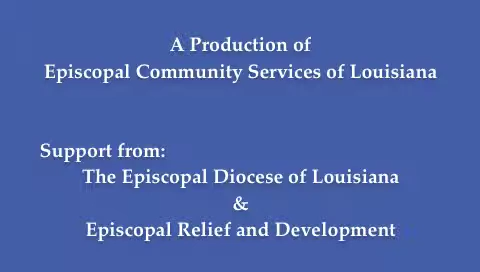 A Production of
Episcopal Community Services of Louisiana
Support from:
The Episcopal Diocese of Louisiana
&
Episcopal Relief and Development